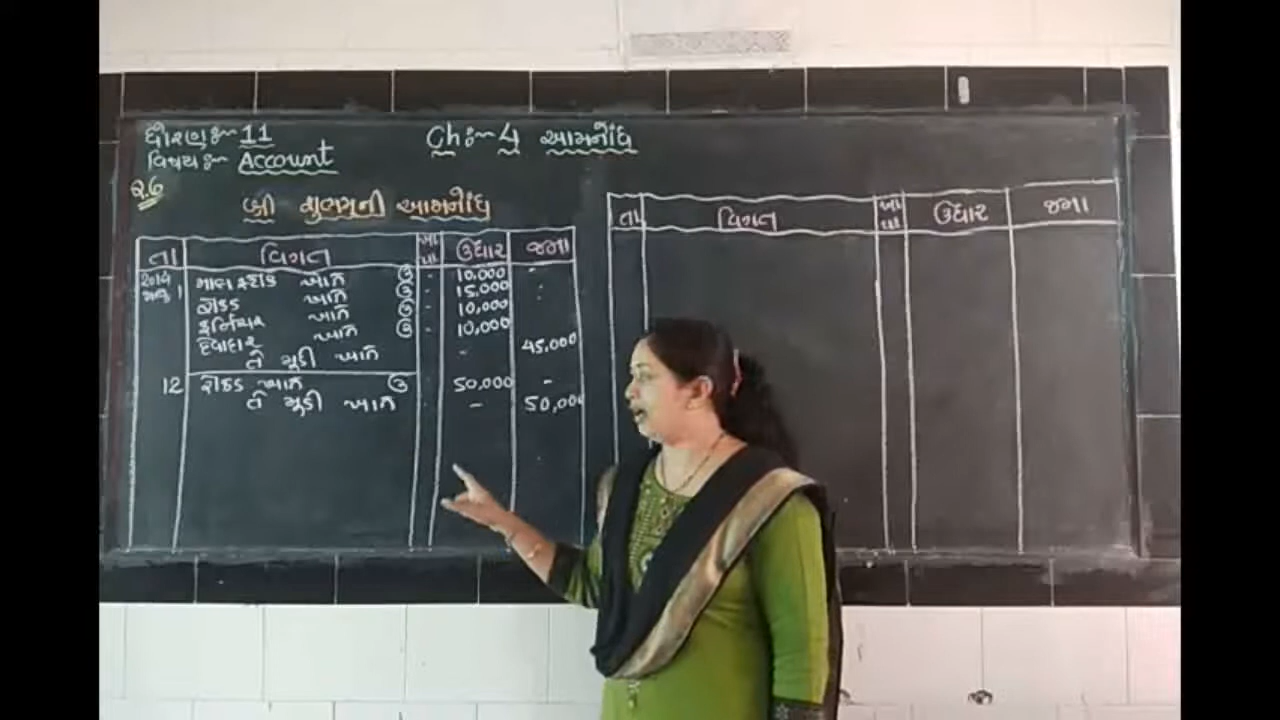 ધોરણ:- 11
Ch:- 4 આમનોંધ
વિષય:- Account
શ્રી ની આમનોંધ
તા વિગત ખા પા ઉધાર જમા
1 ખાતે ઉ - 10,000 -
રોકડ ખાતે ઉ - 15,000
ફર્નિચર ખાતે ઉ - 10,000
દેવાદાર ખાતે ઉ - 10,000
તે મૂડી ખાતે - 45,000
12 રોકડ ખાતે ઉ 50,000 -
તે મૂડી ખાતે - 50,000
તા વિગત ખા પા ઉધાર જમા